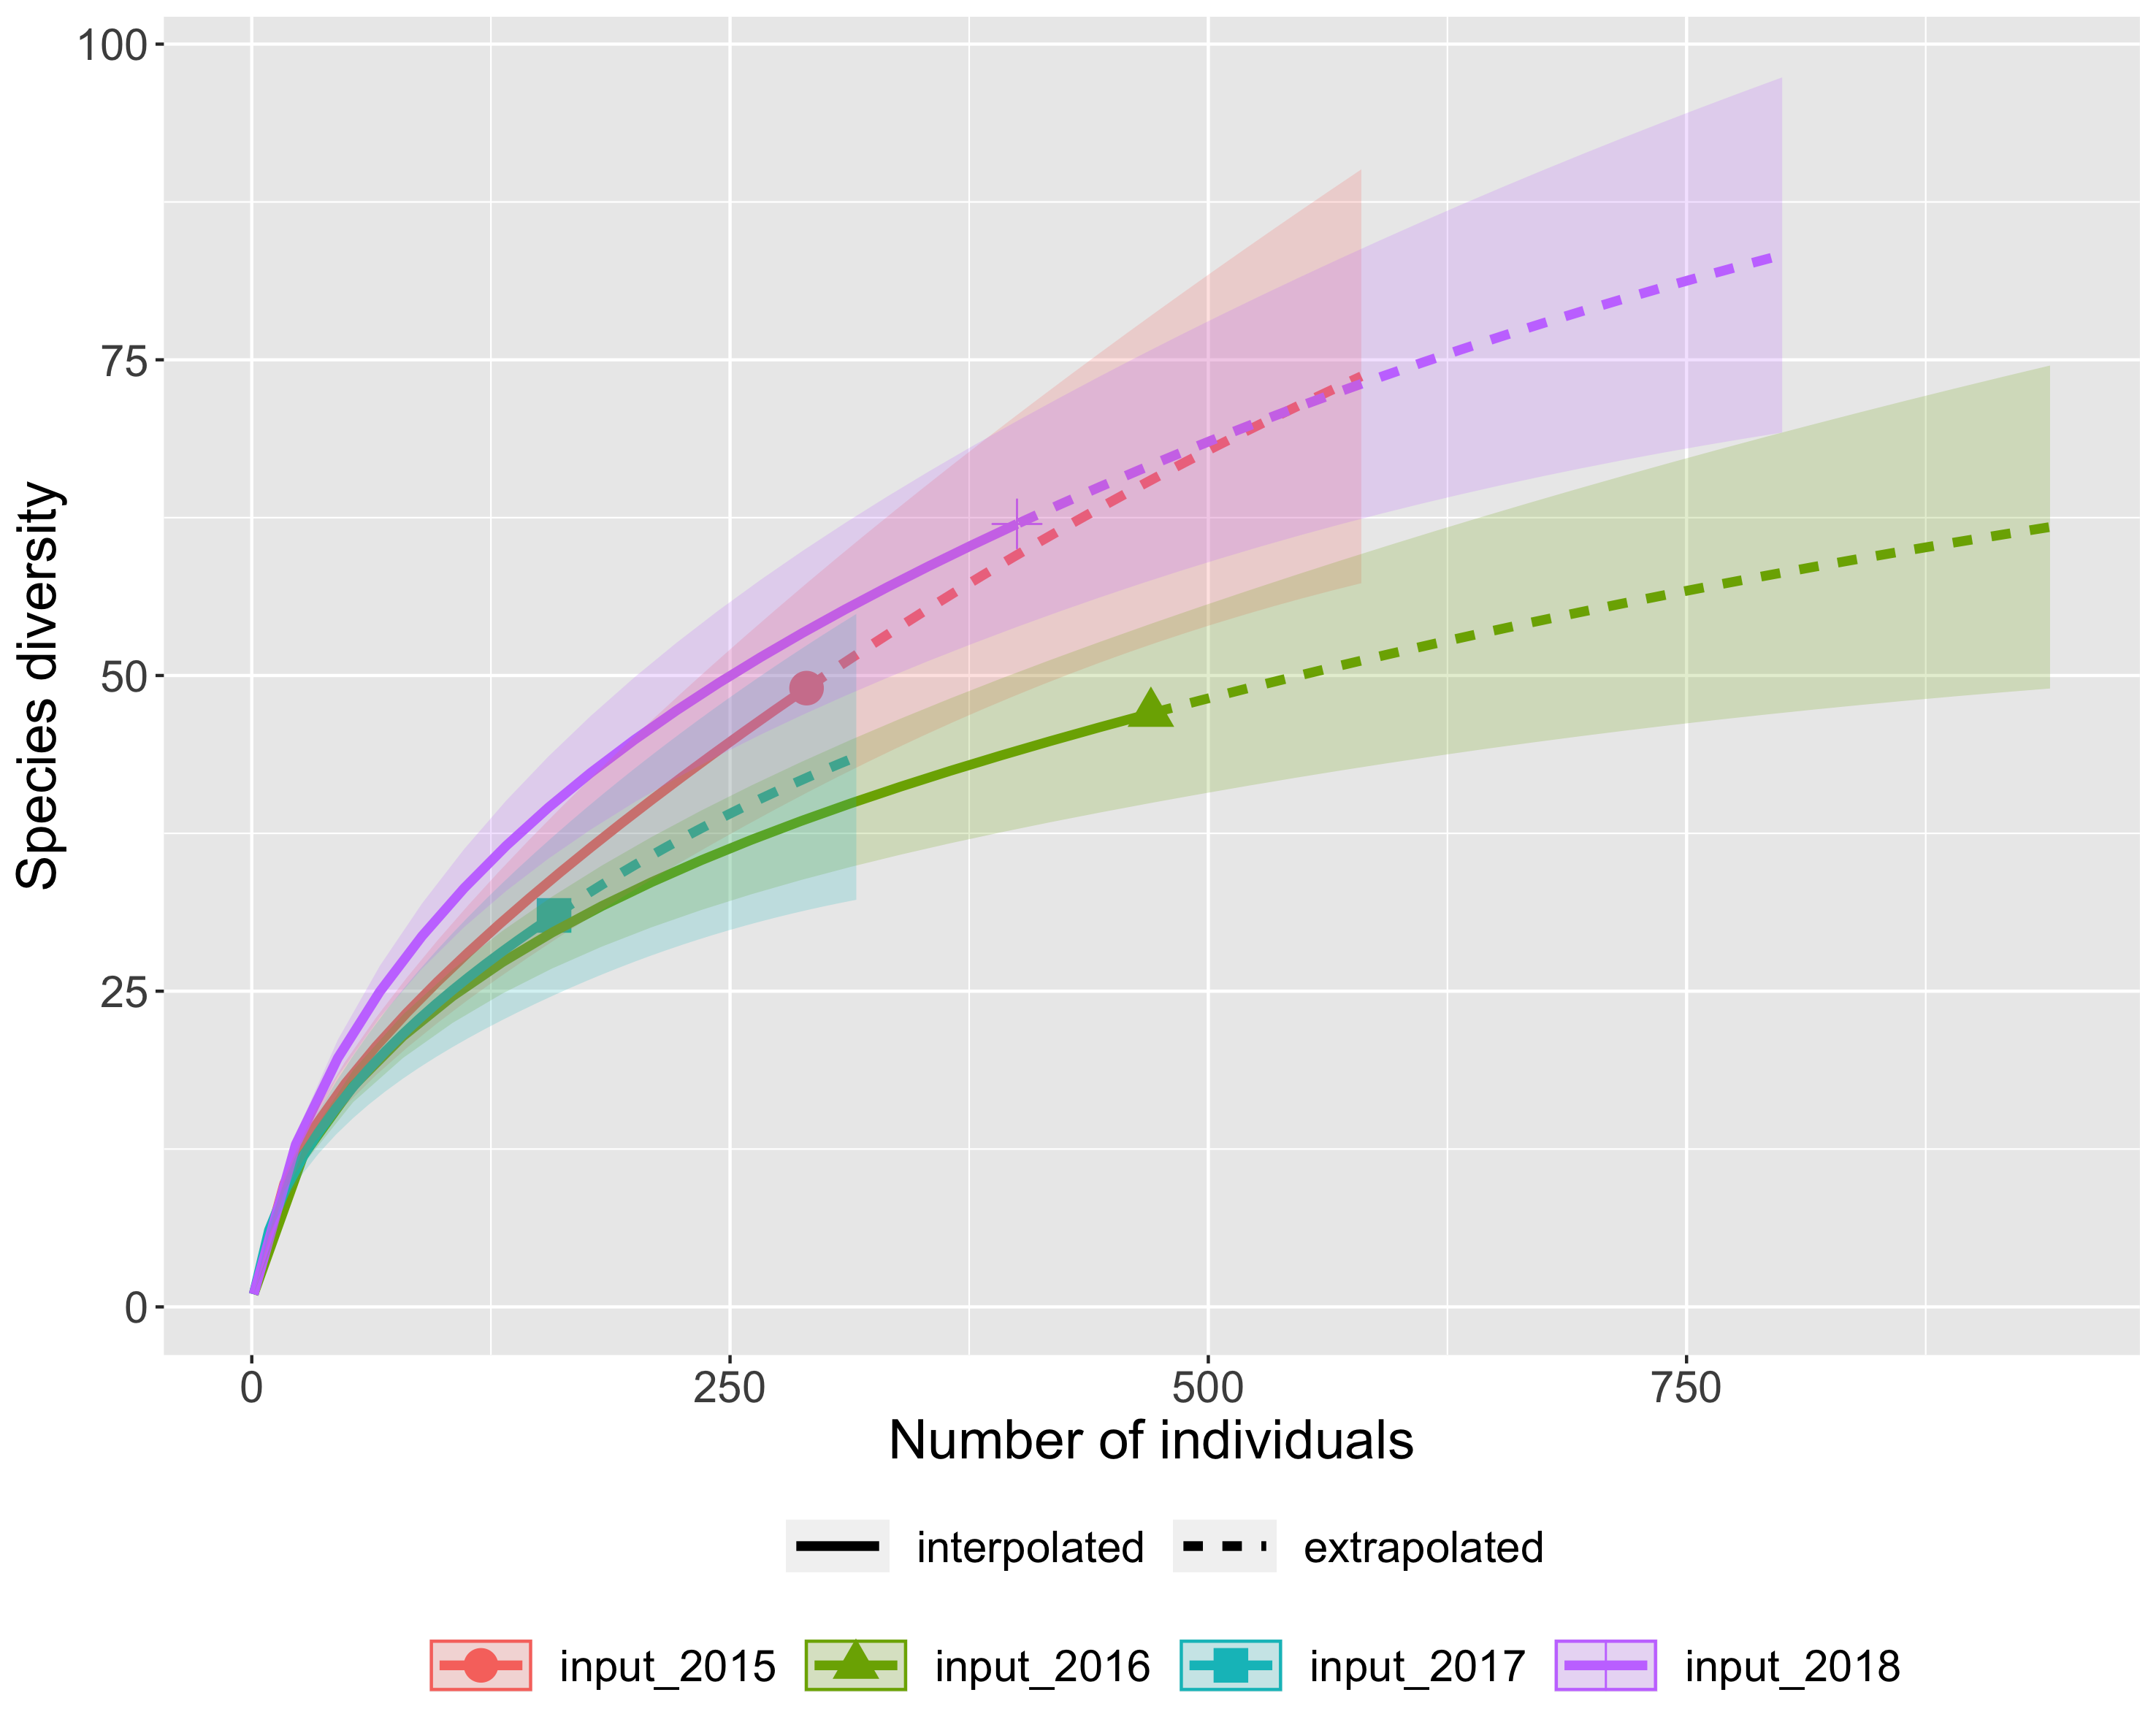 100
75
50
25
0
Species diversity
0 250 500 750
Number of individuals
interpolated extrapolated
input_2015 input_2016 input_2017 input_2018